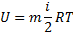 U = m i/2 RT